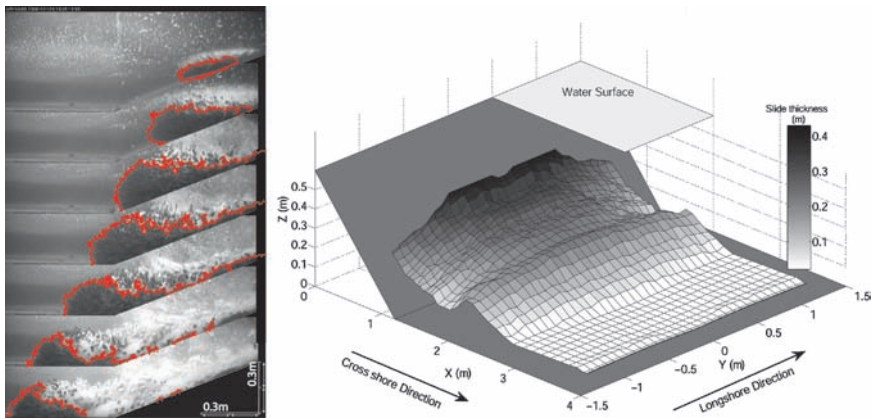 0.3m
0.3m
Water Surface
Slide thickness
(m)
0.4
0.3
0.2
0.1
Z (m)
0.5
0.4
0.3
0.2
0.1
0
0
1
2
3
4
X (m)
Cross shore Direction
−1.5
−1
−0.5
0
0.5
1
1.5
Y (m)
Longshore Direction